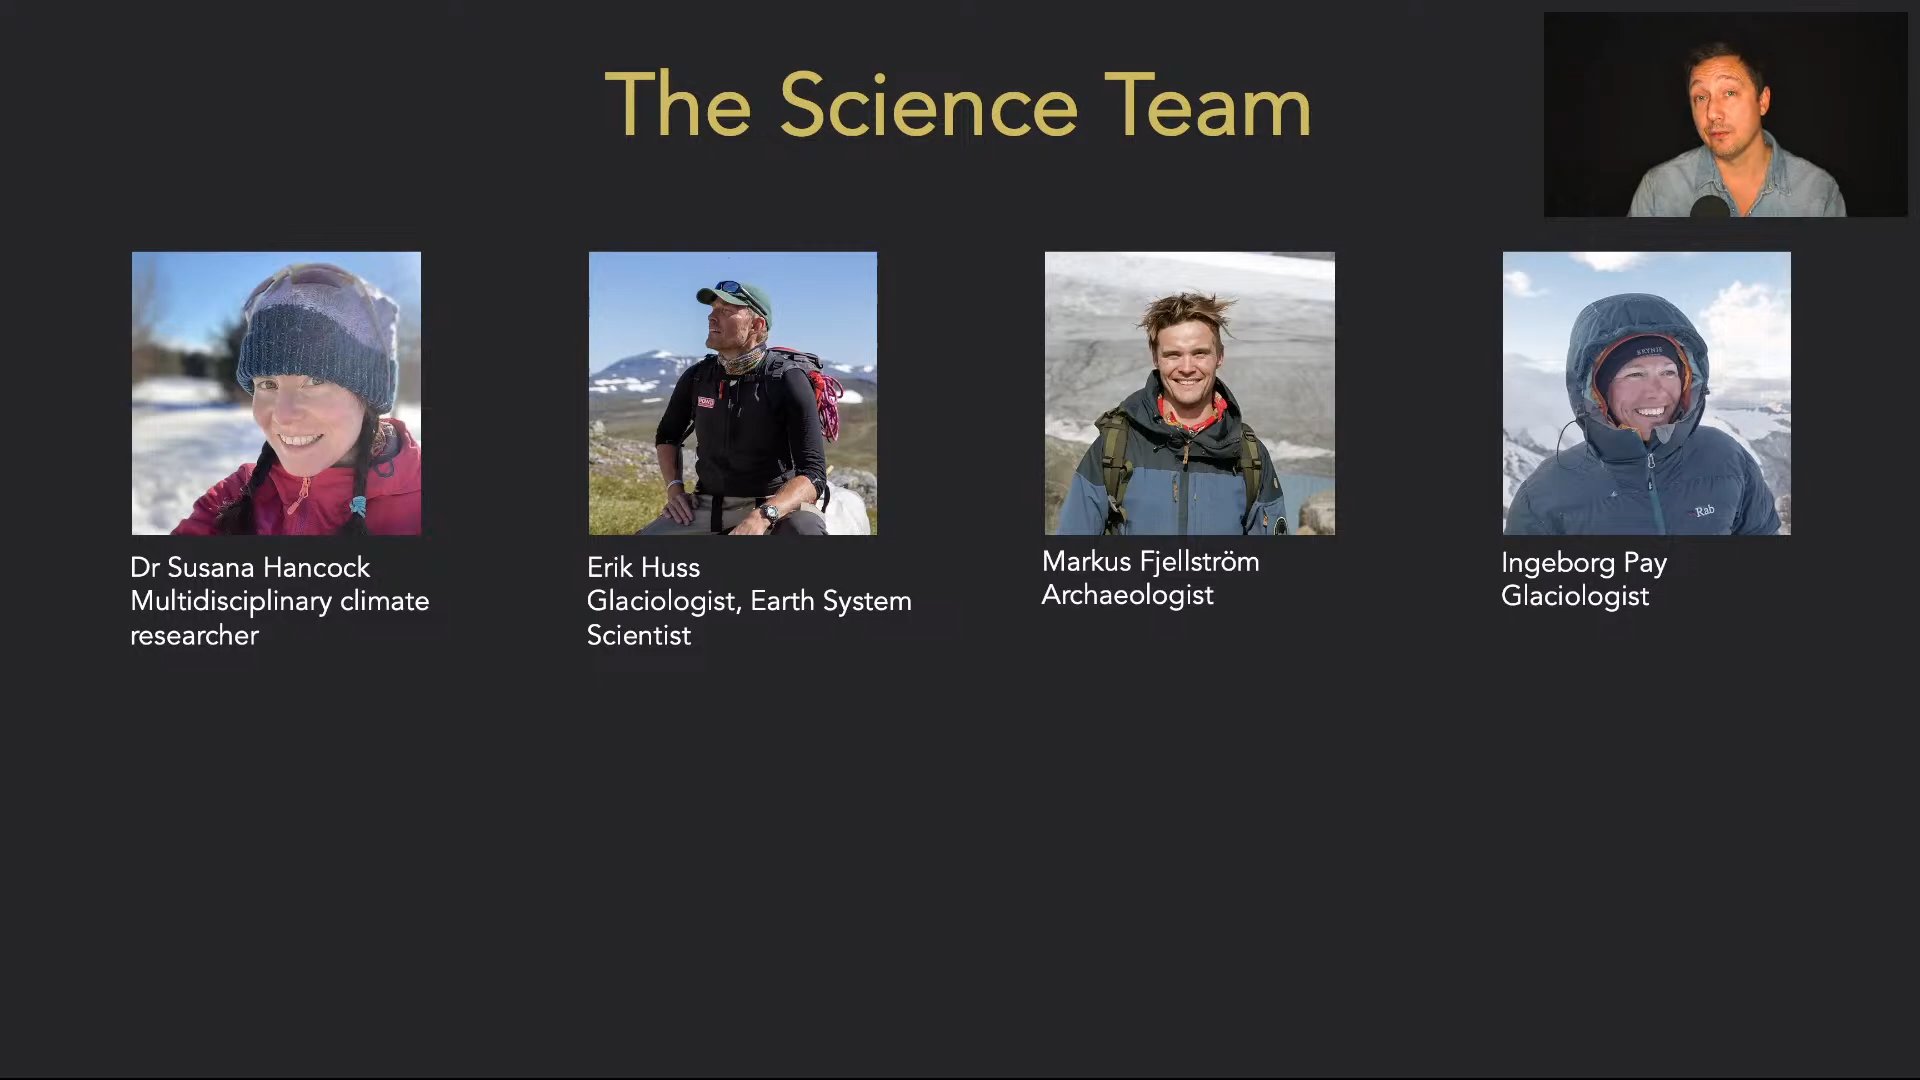 The Science Team
Dr Susana Hancock
Multidisciplinary climate
researcher
Erik Huss
Glaciologist, Earth System
Scientist
Markus Fjellström
Archaeologist
Ingeborg Pay
Glaciologist
Rab